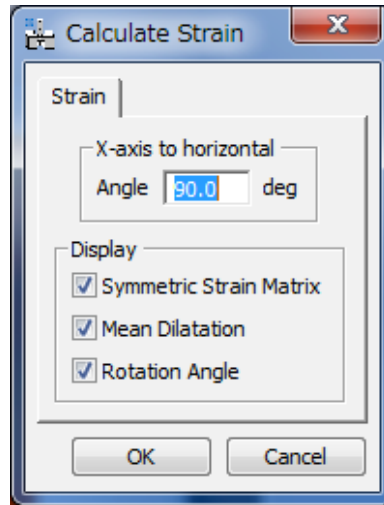 Calculate Strain
X
Strain
X-axis to horizontal
Angle 90.0 deg
Display
Symmetric Strain Matrix
Mean Dilatation
Rotation Angle
OK Cancel